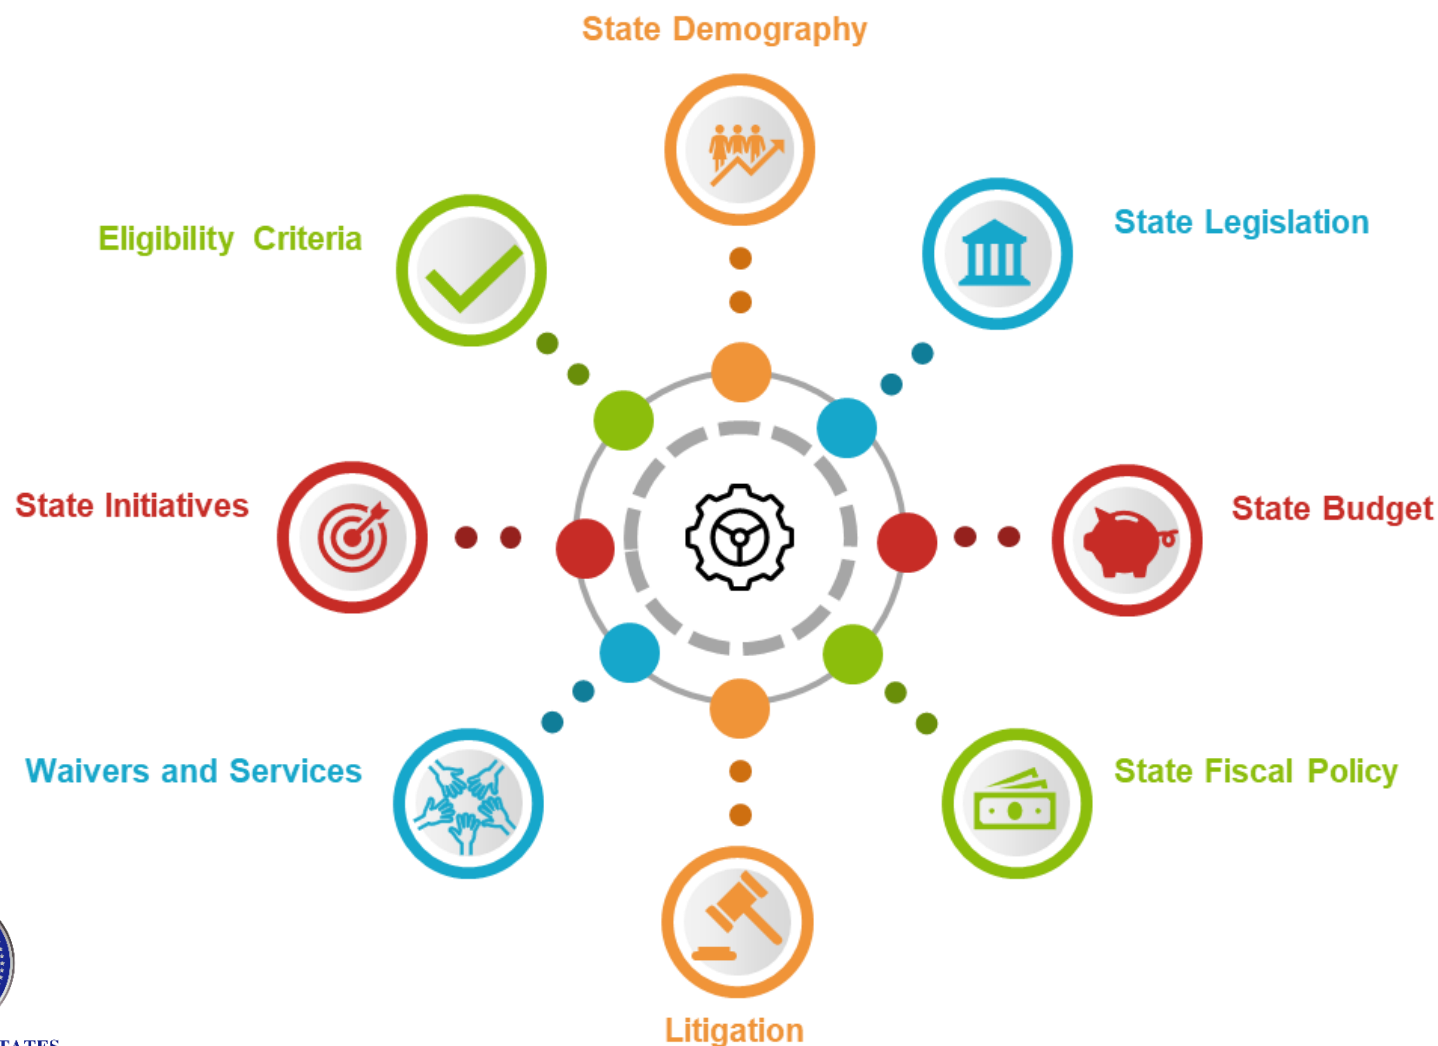 State Demography
State Legislation
Eligibility Criteria
State Initiatives
State Budget
Waivers and Services
State Fiscal Policy
Litigation